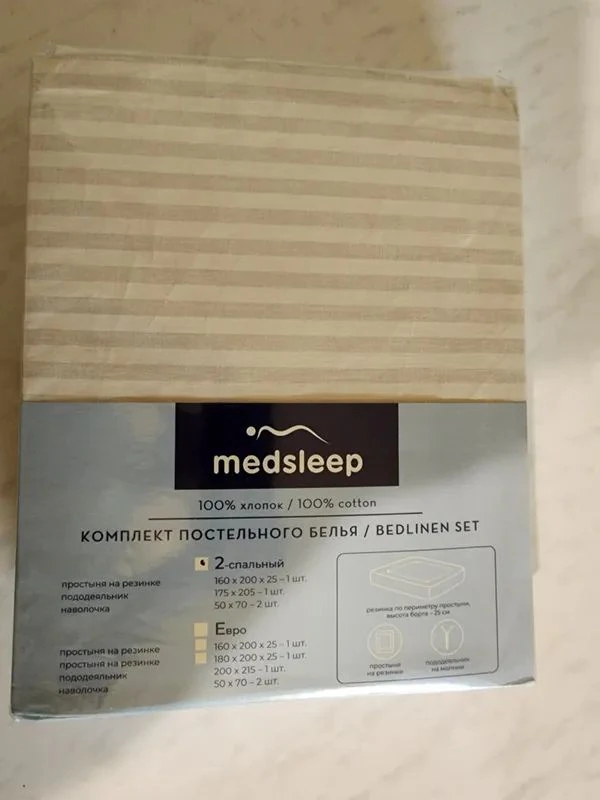 medsleep
100% хлопок / 100% cotton
КОМПЛЕКТ ПОСТЕЛЬНОГО БЕЛЬЯ / BEDLINEN SET
2-спальный
простыня на резинке 160 x 200 x 25 – 1 шт.
пододеяльник 175 x 205 – 1 шт.
наволочка 50 x 70 – 2 шт.
Евро
простыня на резинке 160 x 200 x 25 – 1 шт.
простыня на резинке 180 x 200 x 25 – 1 шт.
пододеяльник 200 x 215 – 1 шт.
наволочка 50 x 70 – 2 шт.
резинка по периметру простыни,
высота борта – 25 см
простыня
на резинке
пододеяльник
на молнии